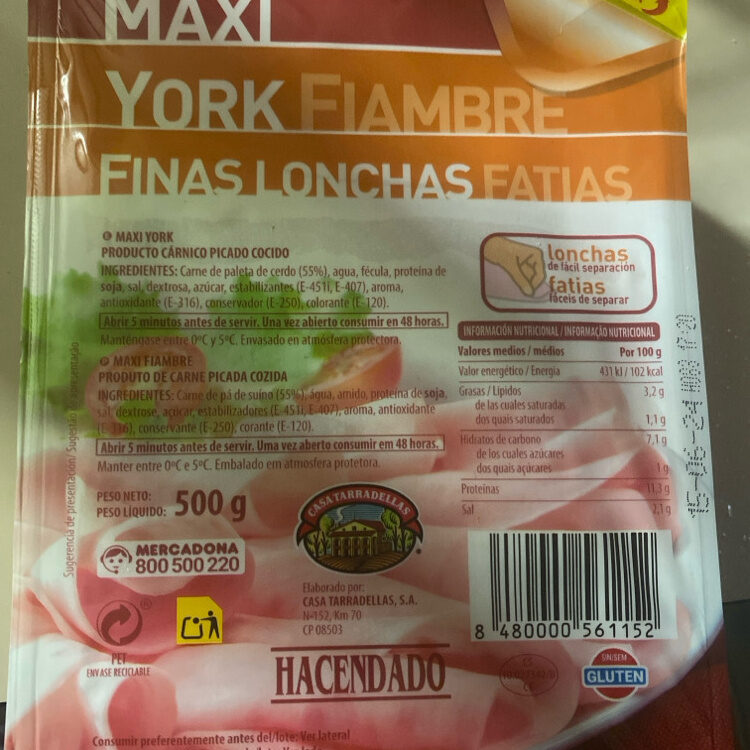 MAXI
YORK FIAMBRE
FINAS LONCHAS FATIAS
E MAXI YORK
PRODUCTO CÁRNICO PICADO COCIDO
INGREDIENTES: Carne de paleta de cerdo (55%), agua, fécula, proteína de
soja, sal, dextrosa, azúcar, estabilizantes (E-451i, E-407), aroma,
antioxidante (E-316), conservador (E-250), colorante (E-120).
Abrir 5 minutos antes de servir. Una vez abierto consumir en 48 horas.
Manténgase entre 0ºC y 5ºC. Envasado en atmósfera protectora.
MAXI FIAMBRE
PRODUTO DE CARNE PICADA COZIDA
INGREDIENTES: Carne de pá de suíno (55%), água, amido, proteína de soja,
sal, dextrose, açúcar, estabilizadores (E-451i, E-407), aroma, antioxidante
(E-316), conservante (E-250), corante (E-120).
Abrir 5 minutos antes de servir. Uma vez aberto consumir em 48 horas.
Manter entre 0ºC e 5ºC. Embalado em atmosfera protetora.
PESO NETO:
PESO LÍQUIDO: 500 g
MERCADONA
800 500 220
PET
ENVASE RECICLABLE
Sugerencia de presentación/ Sugestão de apresentação
CASA TARRADELLAS
Elaborado por:
CASA TARRADELLAS, S.A.
N-152, Km 70
CP 08503
HACENDADO
lonchas
de fácil separación
fatias
fáceis de separar
INFORMACIÓN NUTRICIONAL / INFORMAÇÃO NUTRICIONAL
Valores medios / médios Por 100 g
Valor energético / Energia 431 kJ / 102 kcal
Grasas / Lípidos 3,2 g
de las cuales saturadas
dos quais saturados 1,1 g
Hidratos de carbono 7,1 g
de los cuales azúcares
dos quais açúcares 1 g
Proteínas 11,3 g
Sal 2,1 g
15-06-24
8 480000 561152
ES
CE
SIN/SEM
GLUTEN
Consumir preferentemente antes del/lote: Ver lateral